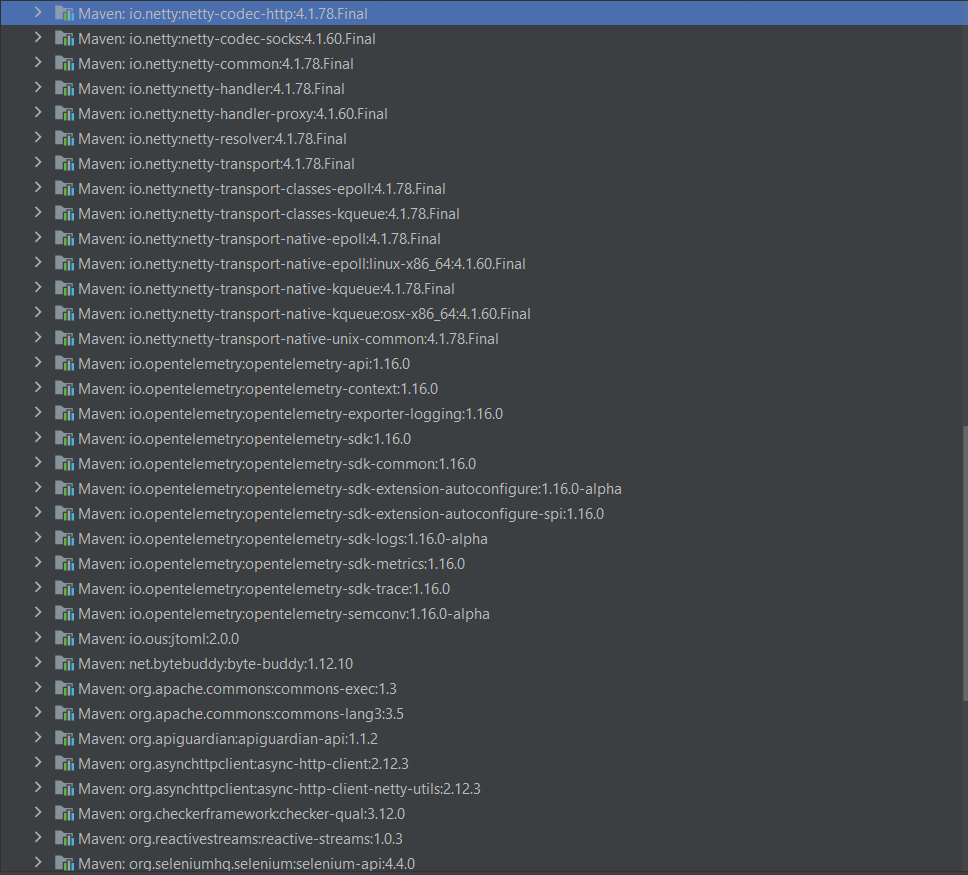 Maven: io.netty:netty-codec-http:4.1.78.Final
Maven: io.netty:netty-codec-socks:4.1.60.Final
Maven: io.netty:netty-common:4.1.78.Final
Maven: io.netty:netty-handler:4.1.78.Final
Maven: io.netty:netty-handler-proxy:4.1.60.Final
Maven: io.netty:netty-resolver:4.1.78.Final
Maven: io.netty:netty-transport:4.1.78.Final
Maven: io.netty:netty-transport-classes-epoll:4.1.78.Final
Maven: io.netty:netty-transport-classes-kqueue:4.1.78.Final
Maven: io.netty:netty-transport-native-epoll:4.1.78.Final
Maven: io.netty:netty-transport-native-epoll:linux-x86_64:4.1.60.Final
Maven: io.netty:netty-transport-native-kqueue:4.1.78.Final
Maven: io.netty:netty-transport-native-kqueue:osx-x86_64:4.1.60.Final
Maven: io.netty:netty-transport-native-unix-common:4.1.78.Final
Maven: io.opentelemetry:opentelemetry-api:1.16.0
Maven: io.opentelemetry:opentelemetry-context:1.16.0
Maven: io.opentelemetry:opentelemetry-exporter-logging:1.16.0
Maven: io.opentelemetry:opentelemetry-sdk:1.16.0
Maven: io.opentelemetry:opentelemetry-sdk-common:1.16.0
Maven: io.opentelemetry:opentelemetry-sdk-extension-autoconfigure:1.16.0-alpha
Maven: io.opentelemetry:opentelemetry-sdk-extension-autoconfigure-spi:1.16.0
Maven: io.opentelemetry:opentelemetry-sdk-logs:1.16.0-alpha
Maven: io.opentelemetry:opentelemetry-sdk-metrics:1.16.0
Maven: io.opentelemetry:opentelemetry-sdk-trace:1.16.0
Maven: io.opentelemetry:opentelemetry-semconv:1.16.0-alpha
Maven: io.ous:jtoml:2.0.0
Maven: net.bytebuddy:byte-buddy:1.12.10
Maven: org.apache.commons:commons-exec:1.3
Maven: org.apache.commons:commons-lang3:3.5
Maven: org.apiguardian:apiguardian-api:1.1.2
Maven: org.asynchttpclient:async-http-client:2.12.3
Maven: org.asynchttpclient:async-http-client-netty-utils:2.12.3
Maven: org.checkerframework:checker-qual:3.12.0
Maven: org.reactivestreams:reactive-streams:1.0.3
Maven: org.seleniumhq.selenium:selenium-api:4.4.0